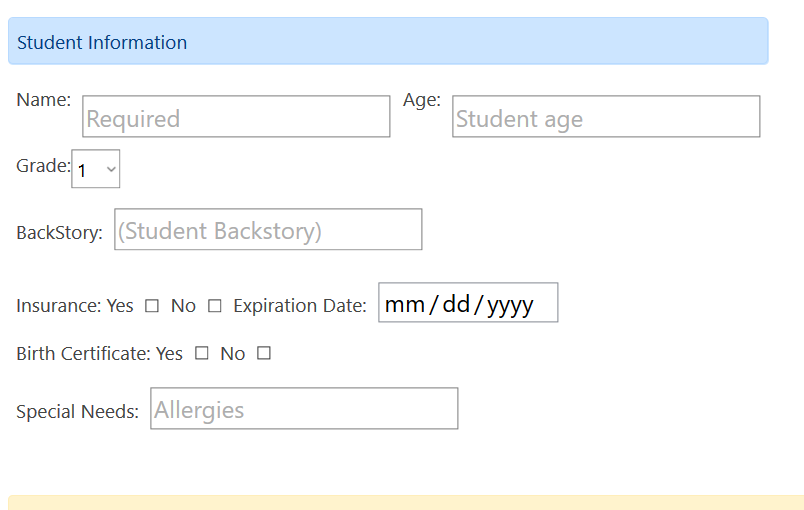 Student Information
Name: Required Age: Student age
Grade: 1
BackStory: (Student Backstory)
Insurance: Yes No Expiration Date: mm/dd/yyyy
Birth Certificate: Yes No
Special Needs: Allergies